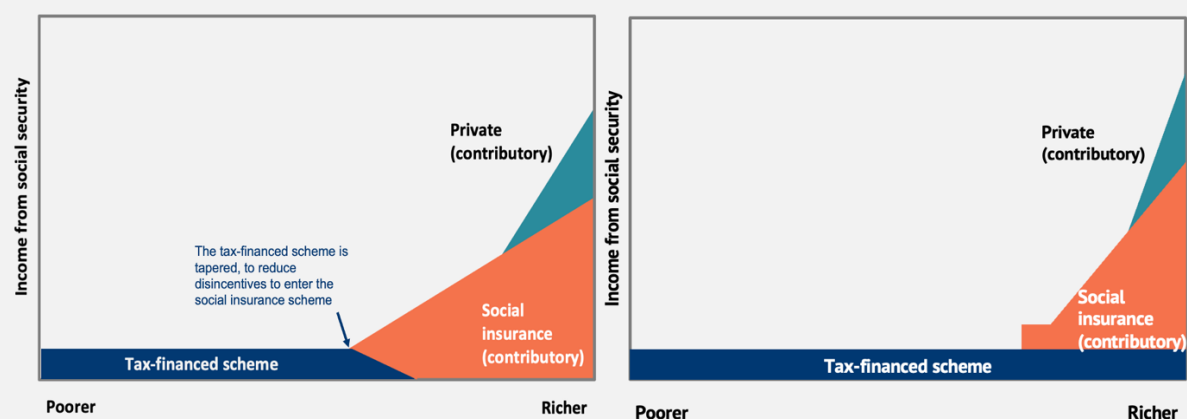 Income from social security
Private
(contributory)
The tax-financed scheme is
tapered, to reduce
disincentives to enter the
social insurance scheme
Social
insurance
(contributory)
Tax-financed scheme
Poorer
Richer
Income from social security
Private
(contributory)
Social
insurance
(contributory)
Tax-financed scheme
Poorer
Richer